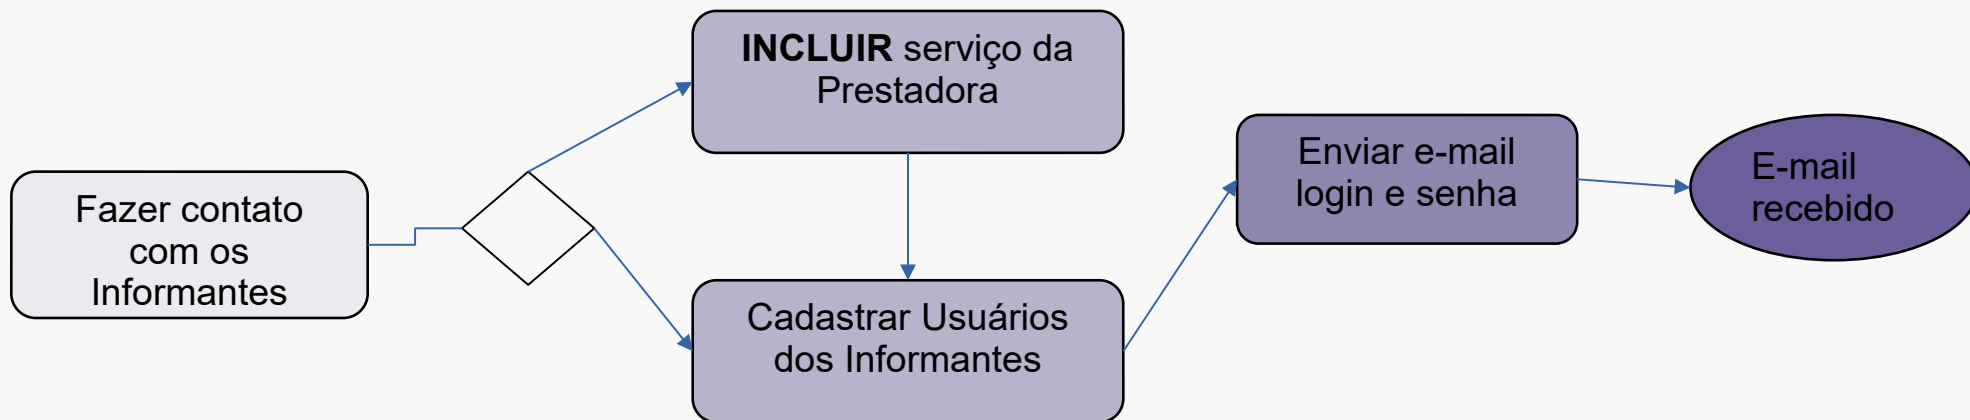 Fazer contato
com os
Informantes
INCLUIR serviço da
Prestadora
Cadastrar Usuários
dos Informantes
Enviar e-mail
login e senha
E-mail
recebido